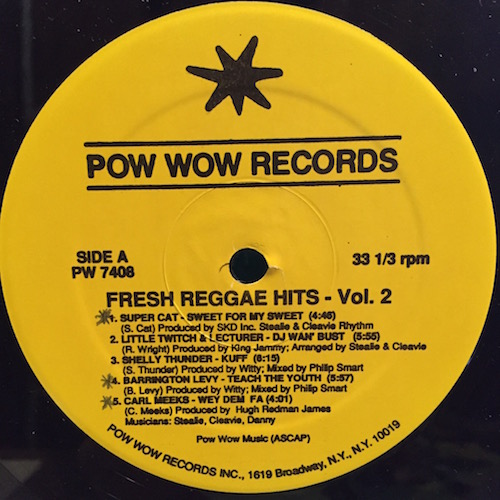 POW WOW RECORDS
SIDE A
PW 7408
33 1/3 rpm
FRESH REGGAE HITS - Vol. 2
1. SUPER CAT - SWEET FOR MY SWEET (4:46)
(S. Cat) Produced by SKD Inc. Steelie & Cleavie Rhythm
2. LITTLE TWITCH & LECTURER - DJ WAN' BUST (5:55)
(R. Wright) Produced by King Jammy; Arranged by Steelie & Cleavie
3. SHELLY THUNDER - KUFF (6:15)
(S. Thunder) Produced by Witty; Mixed by Philip Smart
4. BARRINGTON LEVY - TEACH THE YOUTH (5:57)
(B. Levy) Produced by Witty; Mixed by Philip Smart
5. CARL MEEKS - WEY DEM FA (4:01)
(C. Meeks) Produced by Hugh Redman James
Musicians: Steelie, Cleavie, Danny
Pow Wow Music (ASCAP)
POW WOW RECORDS INC., 1619 Broadway, N.Y., N.Y. 10019